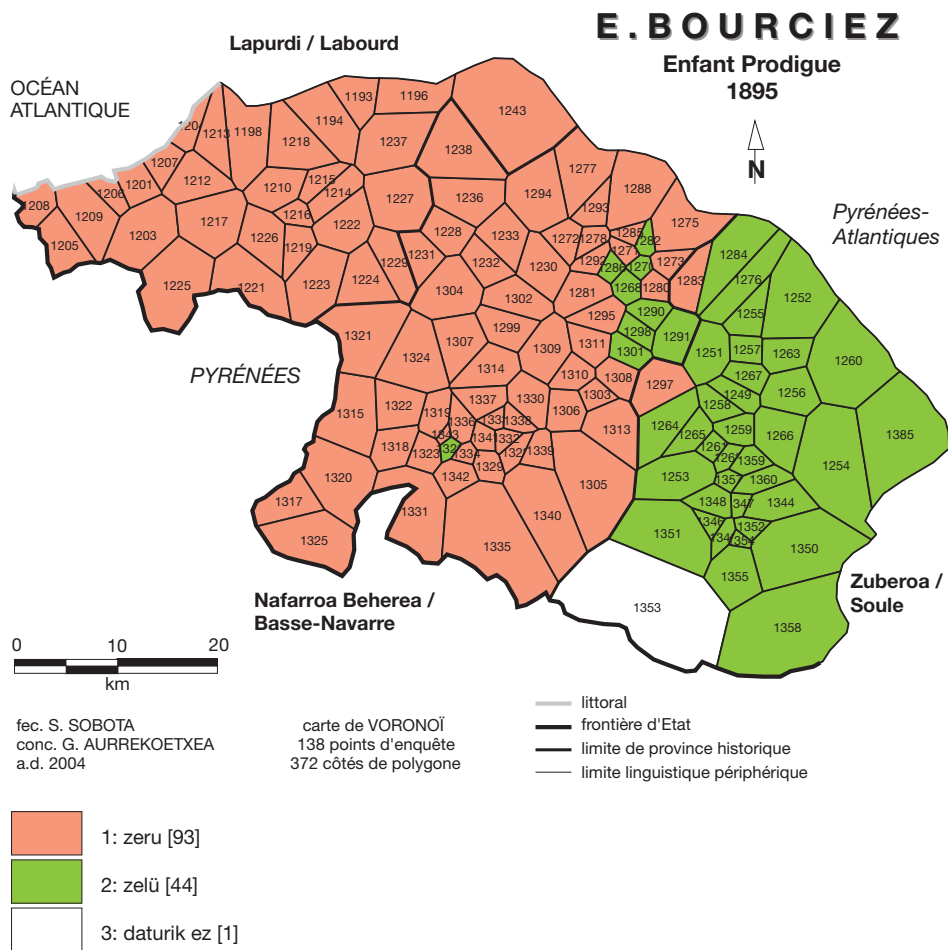 E.BOURCIEZ
Enfant Prodigue
1895
N
Lapurdi / Labourd
OCÉAN
ATLANTIQUE
Pyrénées-
Atlantiques
PYRÉNÉES
Nafarroa Beherea /
Basse-Navarre
Zuberoa /
Soule
1193 1196 1243
1213 1198 1194
1218 1237 1238
1207 1277
1201 1212 1210 1215 1214 1227 1236 1294 1288
1208 1206 1209 1293
1217 1216 1222 1228 1275
1205 1203 1226 1219 1233 1272 1278 1285
1229 1231 1232 1230 1292 1273 1284
1225 1221 1223 1224 1304 1281 1268 1280 1283 1276 1252
1302 1295 1290 1255
1321 1307 1299 1298 1291
1324 1309 1311 1301 1251 1257 1263 1260
1314 1310 1308 1297 1267
1315 1322 1319 1337 1330 1303 1249 1256
1336 1338 1306 1258
1318 1332 1313 1264 1265 1259 1266 1385
1323 1334 1339 1359 1254
1320 1342 1329 1305 1253 1357 1360
1317 1331 1340 1348 1344
1325 1335 1351 1346 1352 1350
1354
1355
1353
1358
0 10 20
km
fec. S. SOBOTA
conc. G. AURREKOETXEA
a.d. 2004
carte de VORONOÏ
138 points d'enquête
372 côtés de polygone
littoral
frontière d'Etat
limite de province historique
limite linguistique périphérique
1: zeru [93]
2: zelü [44]
3: daturik ez [1]